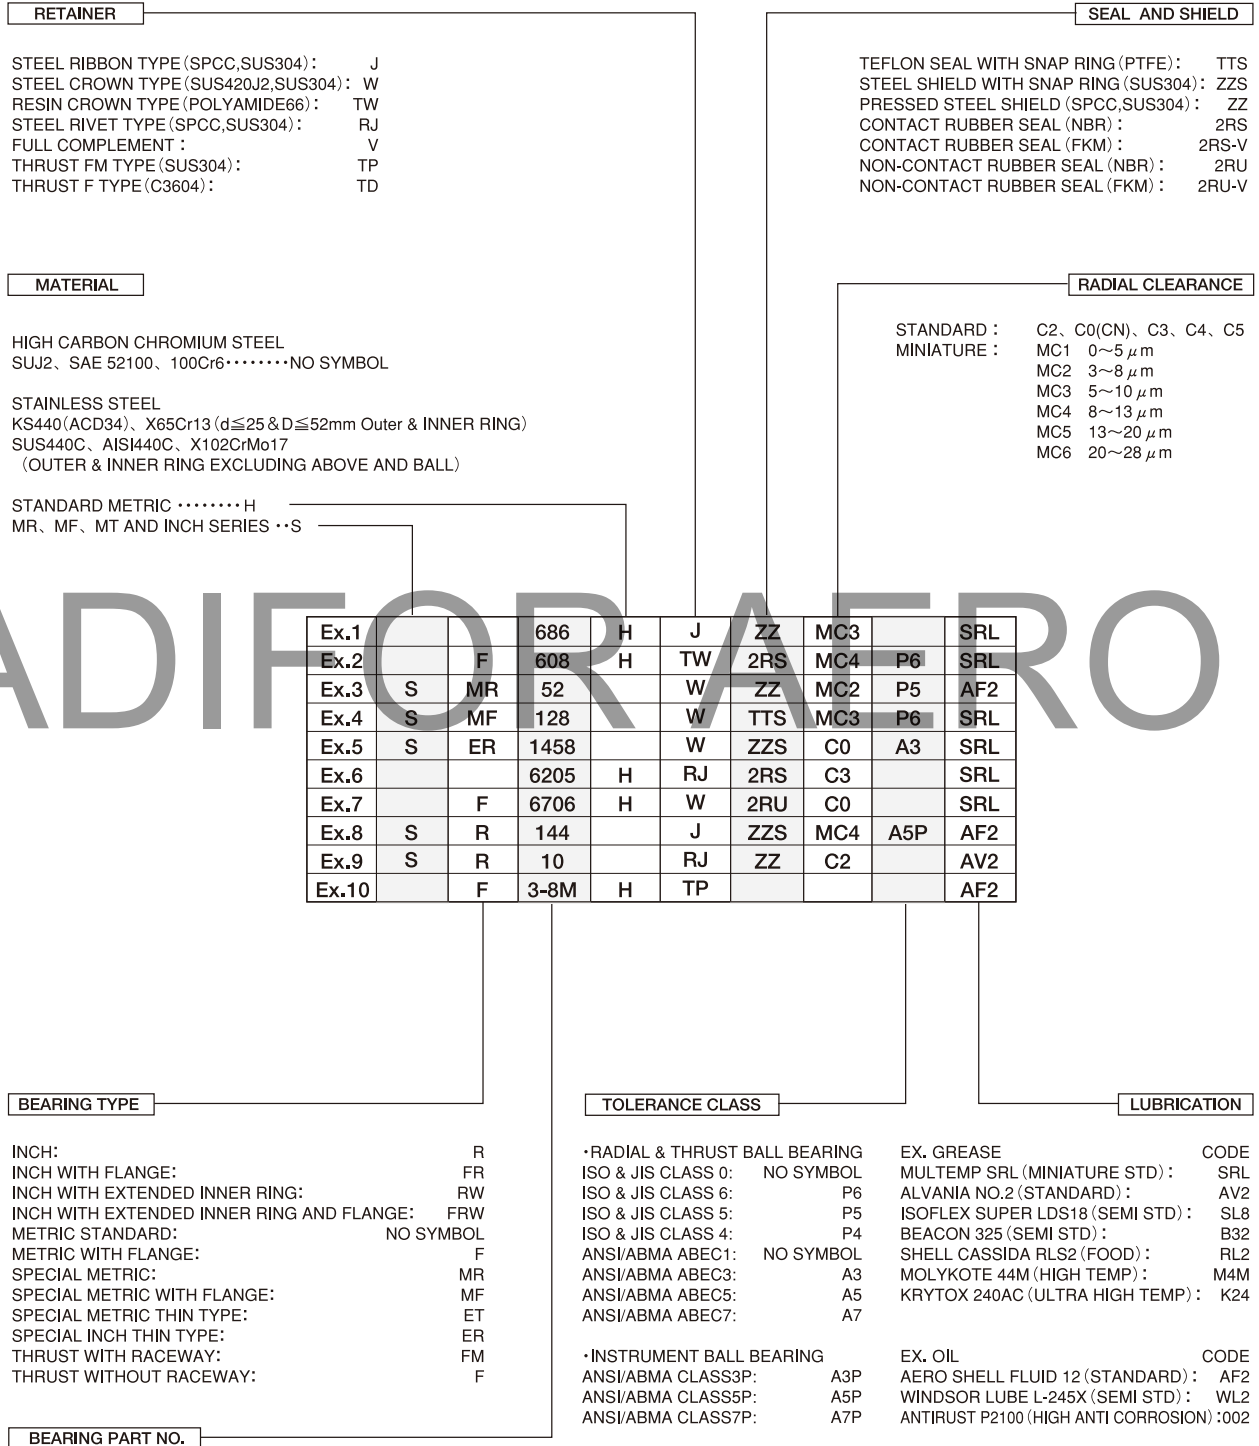 RETAINER
STEEL RIBBON TYPE(SPCC,SUS304): J
STEEL CROWN TYPE(SUS420J2,SUS304): W
RESIN CROWN TYPE(POLYAMIDE66): TW
STEEL RIVET TYPE(SPCC,SUS304): RJ
FULL COMPLEMENT: V
THRUST FM TYPE(SUS304): TP
THRUST F TYPE(C3604): TD
SEAL AND SHIELD
TEFLON SEAL WITH SNAP RING(PTFE): TTS
STEEL SHIELD WITH SNAP RING(SUS304): ZZS
PRESSED STEEL SHIELD(SPCC,SUS304): ZZ
CONTACT RUBBER SEAL(NBR): 2RS
CONTACT RUBBER SEAL(FKM): 2RS-V
NON-CONTACT RUBBER SEAL(NBR): 2RU
NON-CONTACT RUBBER SEAL(FKM): 2RU-V
MATERIAL
HIGH CARBON CHROMIUM STEEL
SUJ2、SAE 52100、100Cr6········NO SYMBOL
STAINLESS STEEL
KS440(ACD34)、X65Cr13(d≦25&D≦52mm Outer & INNER RING)
SUS440C、AISI440C、X102CrMo17
(OUTER & INNER RING EXCLUDING ABOVE AND BALL)
STANDARD METRIC ········H
MR、MF、MT AND INCH SERIES ··S
RADIAL CLEARANCE
STANDARD: C2、C0(CN)、C3、C4、C5
MINIATURE: MC1 0～5μm
MC2 3～8μm
MC3 5～10μm
MC4 8～13μm
MC5 13～20μm
MC6 20～28μm
ADIFOR AERO
Ex.1 686 H J ZZ MC3 SRL
Ex.2 F 608 H TW 2RS MC4 P6 SRL
Ex.3 S MR 52 W ZZ MC2 P5 AF2
Ex.4 S MF 128 W TTS MC3 P6 SRL
Ex.5 S ER 1458 W ZZS C0 A3 SRL
Ex.6 6205 H RJ 2RS C3 SRL
Ex.7 F 6706 H W 2RU C0 SRL
Ex.8 S R 144 J ZZS MC4 A5P AF2
Ex.9 S R 10 RJ ZZ C2 AV2
Ex.10 F 3-8M H TP AF2
BEARING TYPE
INCH: R
INCH WITH FLANGE: FR
INCH WITH EXTENDED INNER RING: RW
INCH WITH EXTENDED INNER RING AND FLANGE: FRW
METRIC STANDARD: NO SYMBOL
METRIC WITH FLANGE: F
SPECIAL METRIC: MR
SPECIAL METRIC WITH FLANGE: MF
SPECIAL METRIC THIN TYPE: ET
SPECIAL INCH THIN TYPE: ER
THRUST WITH RACEWAY: FM
THRUST WITHOUT RACEWAY: F
BEARING PART NO.
TOLERANCE CLASS
·RADIAL & THRUST BALL BEARING
ISO & JIS CLASS 0: NO SYMBOL
ISO & JIS CLASS 6: P6
ISO & JIS CLASS 5: P5
ISO & JIS CLASS 4: P4
ANSI/ABMA ABEC1: NO SYMBOL
ANSI/ABMA ABEC3: A3
ANSI/ABMA ABEC5: A5
ANSI/ABMA ABEC7: A7
·INSTRUMENT BALL BEARING
ANSI/ABMA CLASS3P: A3P
ANSI/ABMA CLASS5P: A5P
ANSI/ABMA CLASS7P: A7P
LUBRICATION
EX. GREASE CODE
MULTEMP SRL(MINIATURE STD): SRL
ALVANIA NO.2(STANDARD): AV2
ISOFLEX SUPER LDS18(SEMI STD): SL8
BEACON 325(SEMI STD): B32
SHELL CASSIDA RLS2(FOOD): RL2
MOLYKOTE 44M(HIGH TEMP): M4M
KRYTOX 240AC(ULTRA HIGH TEMP): K24
EX. OIL CODE
AERO SHELL FLUID 12(STANDARD): AF2
WINDSOR LUBE L-245X(SEMI STD): WL2
ANTIRUST P2100(HIGH ANTI CORROSION):002